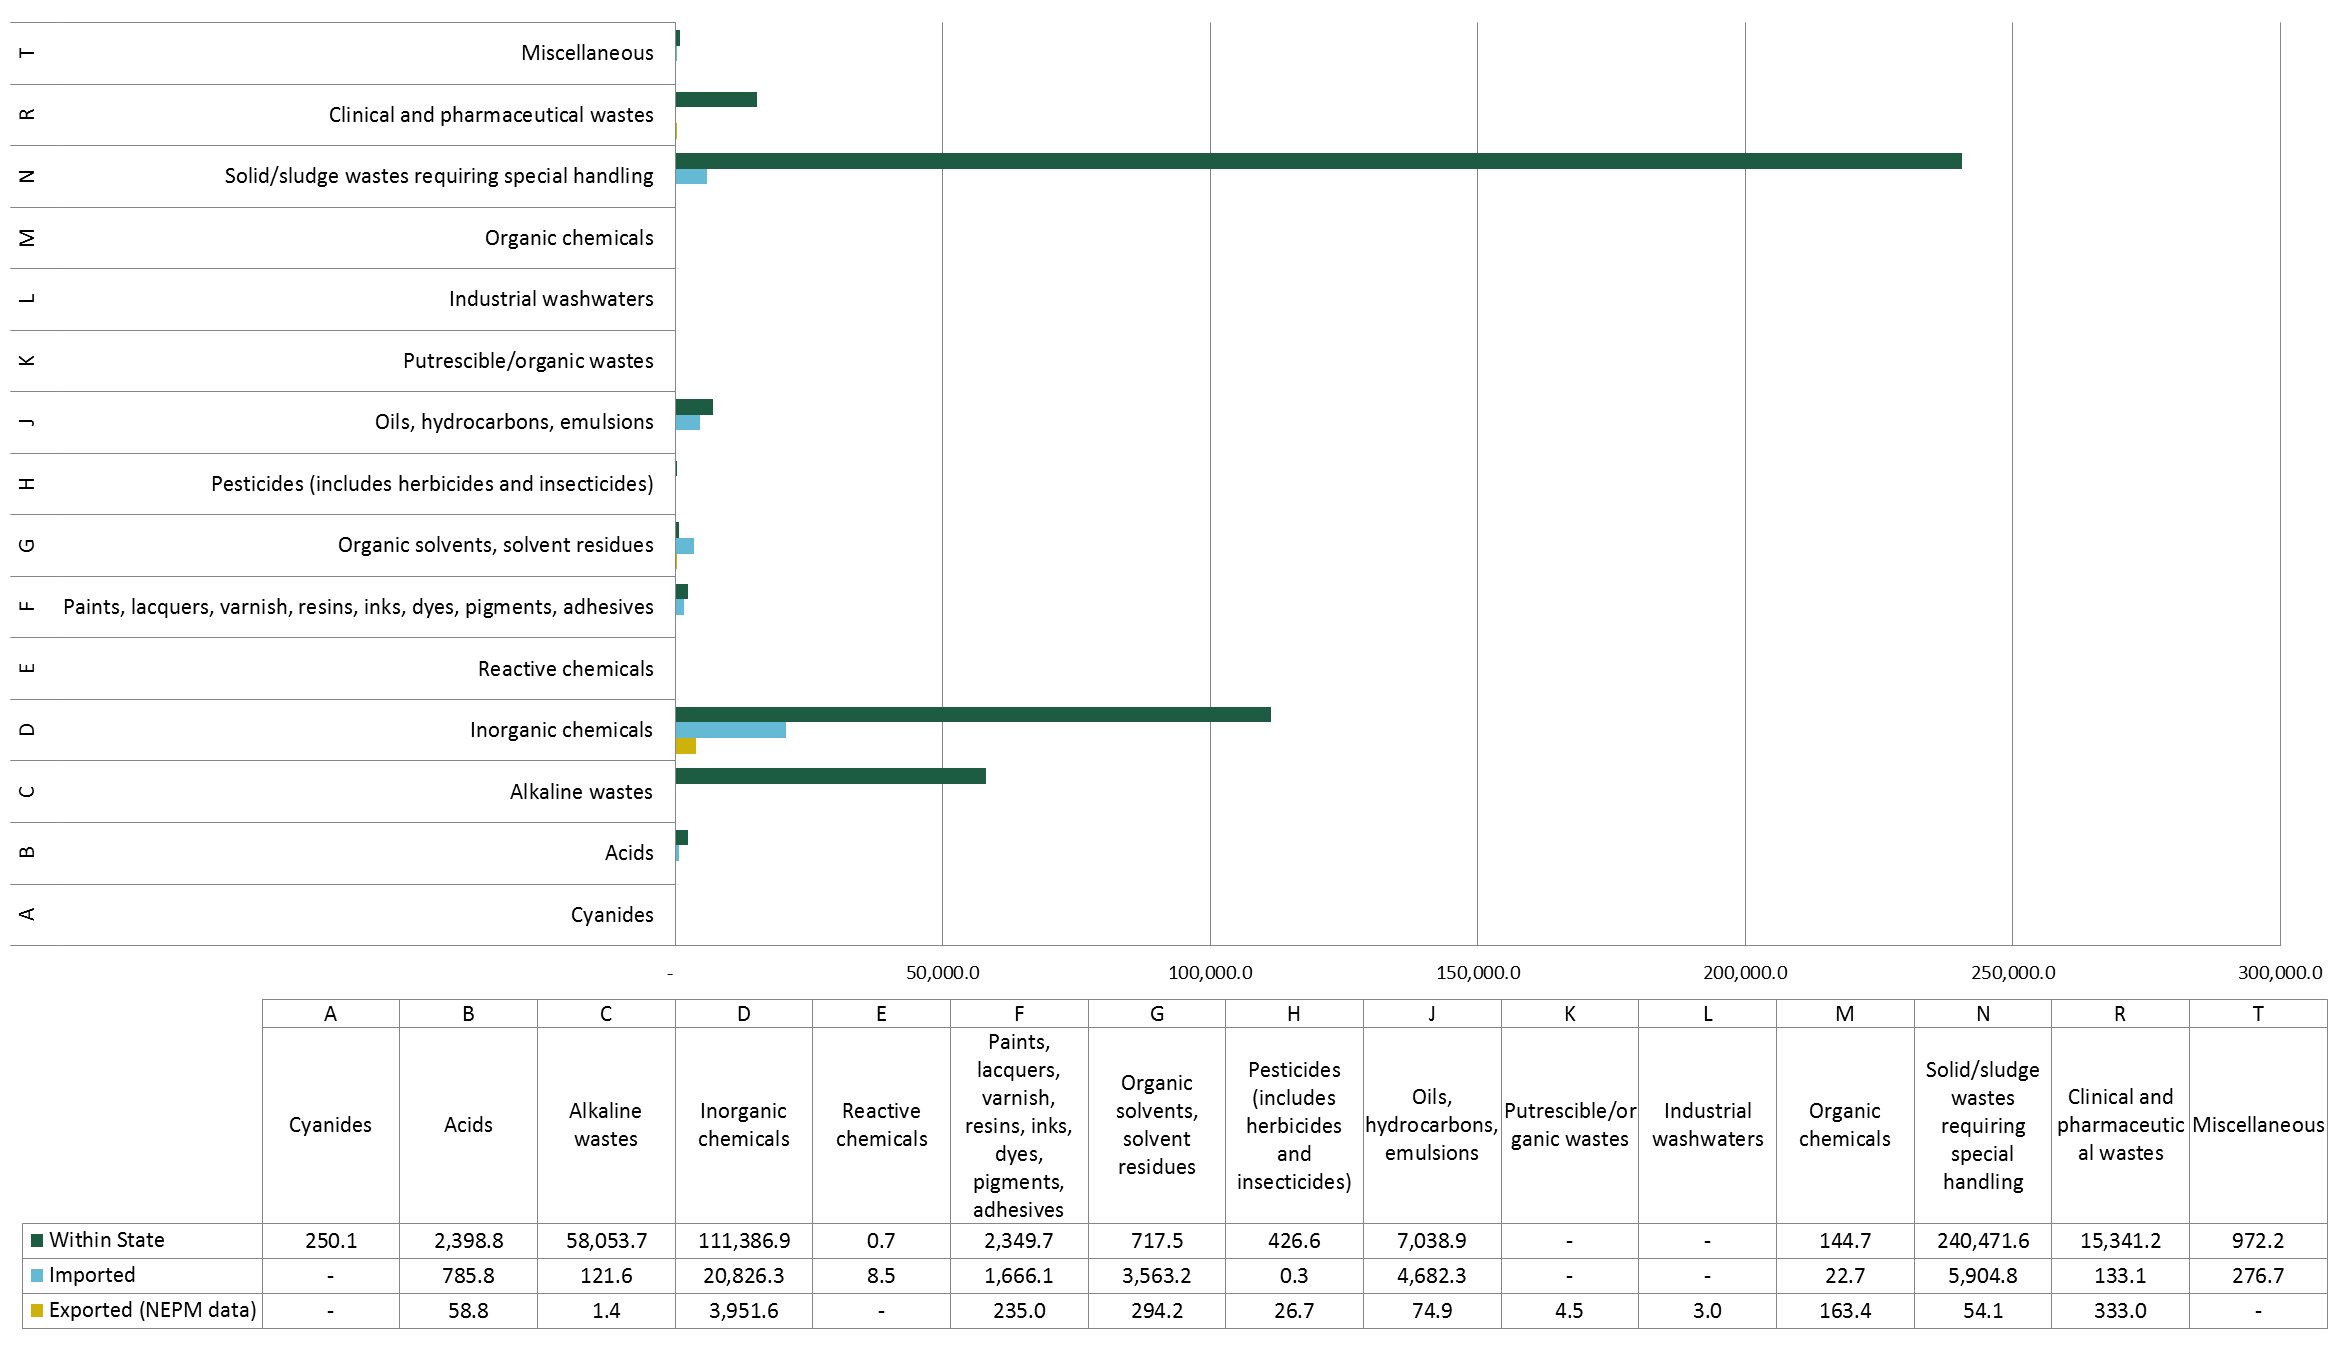 T Miscellaneous
R Clinical and pharmaceutical wastes
N Solid/sludge wastes requiring special handling
M Organic chemicals
L Industrial washwaters
K Putrescible/organic wastes
J Oils, hydrocarbons, emulsions
H Pesticides (includes herbicides and insecticides)
G Organic solvents, solvent residues
F Paints, lacquers, varnish, resins, inks, dyes, pigments, adhesives
E Reactive chemicals
D Inorganic chemicals
C Alkaline wastes
B Acids
A Cyanides
- 50,000.0 100,000.0 150,000.0 200,000.0 250,000.0 300,000.0
A B C D E F G H J K L M N R T
Cyanides
Acids
Alkaline
wastes
Inorganic
chemicals
Reactive
chemicals
Paints,
lacquers,
varnish,
resins, inks,
dyes,
pigments,
adhesives
Organic
solvents,
solvent
residues
Pesticides
(includes
herbicides
and
insecticides)
Oils,
hydrocarbons,
emulsions
Putrescible/or
ganic wastes
Industrial
washwaters
Organic
chemicals
Solid/sludge
wastes
requiring
special
handling
Clinical and
pharmaceutic
al wastes
Miscellaneous
Within State 250.1 2,398.8 58,053.7 111,386.9 0.7 2,349.7 717.5 426.6 7,038.9 - - 144.7 240,471.6 15,341.2 972.2
Imported - 785.8 121.6 20,826.3 8.5 1,666.1 3,563.2 0.3 4,682.3 - - 22.7 5,904.8 133.1 276.7
Exported (NEPM data) - 58.8 1.4 3,951.6 - 235.0 294.2 26.7 74.9 4.5 3.0 163.4 54.1 333.0 -